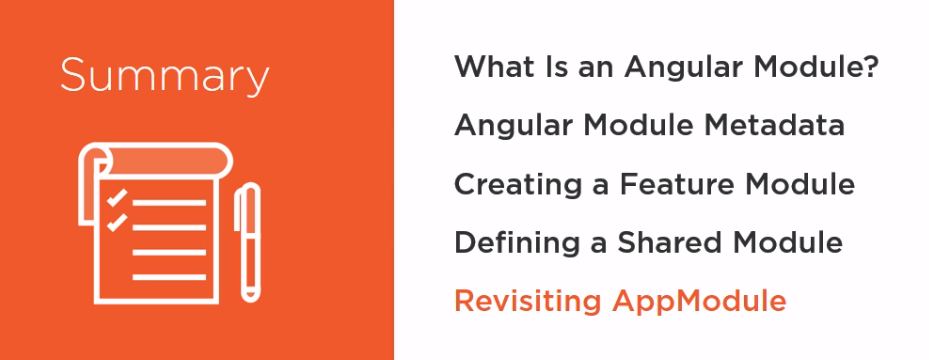 Summary
What Is an Angular Module?
Angular Module Metadata
Creating a Feature Module
Defining a Shared Module
Revisiting AppModule